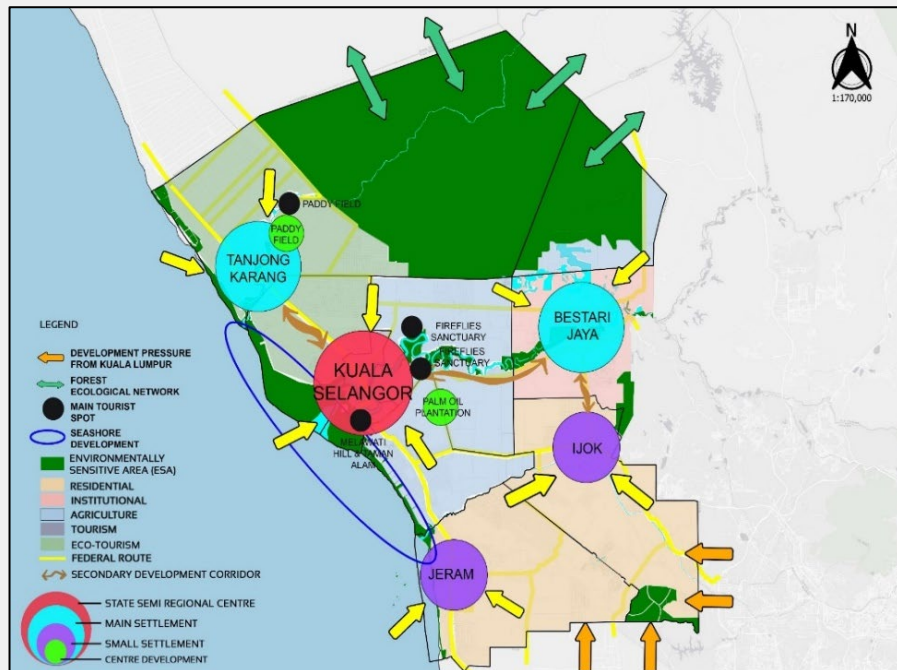 N
1:170,000
PADDY FIELD
PADDY
FIELD
TANJONG
KARANG
BESTARI
JAYA
FIREFLIES
SANCTUARY
FIREFLIES
SANCTUARY
KUALA
SELANGOR
PALM OIL
PLANTATION
MELAWATI
HILL & TAMAN
ALAM
IJOK
JERAM
LEGEND
DEVELOPMENT PRESSURE
FROM KUALA LUMPUR
FOREST
ECOLOGICAL NETWORK
MAIN TOURIST
SPOT
SEASHORE
DEVELOPMENT
ENVIRONMENTALLY
SENSITIVE AREA (ESA)
RESIDENTIAL
INSTITUTIONAL
AGRICULTURE
TOURISM
ECO-TOURISM
FEDERAL ROUTE
SECONDARY DEVELOPMENT CORRIDOR
STATE SEMI REGIONAL CENTRE
MAIN SETTLEMENT
SMALL SETTLEMENT
CENTRE DEVELOPMENT